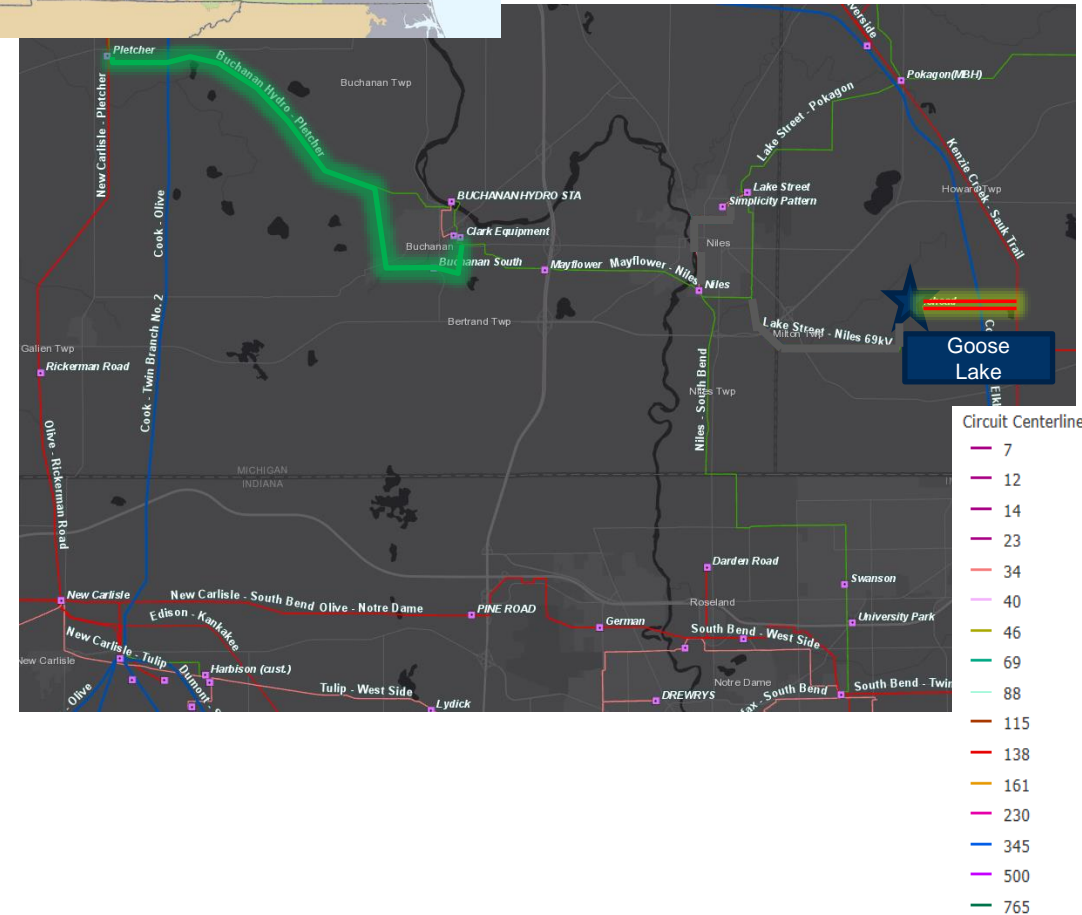 Pletcher
Buchanan Hydro - Pletcher
Buchanan Twp
New Carlisle - Pletcher
Cook - Olive
BUCHANAN HYDRO STA
Clark Equipment
Buchanan
Buchanan South
Mayflower
Mayflower - Niles
Niles
Niles
Lake Street - Pokagon
Pokagon(MBH)
Lake Street
Simplicity Pattern
Howard Twp
Kenzie Creek - Sauk Trail
Bertrand Twp
Lake Street - Niles 69kV
Milton Twp
Goose
Lake
Galien Twp
Rickerman Road
Cook - Twin Branch No. 2
Niles - South Bend
Niles Twp
Olive - Rickerman Road
MICHIGAN
INDIANA
New Carlisle
New Carlisle - South Bend
Olive - Notre Dame
PINE ROAD
German
Darden Road
Roseland
Swanson
University Park
Edison - Kankakee
New Carlisle - Tulip
New Carlisle
Harbison (cust.)
Tulip - West Side
Lydick
South Bend - West Side
Notre Dame
DREWRYS
South Bend
Circuit Centerline
7
12
14
23
34
40
46
69
88
115
138
161
230
345
500
765